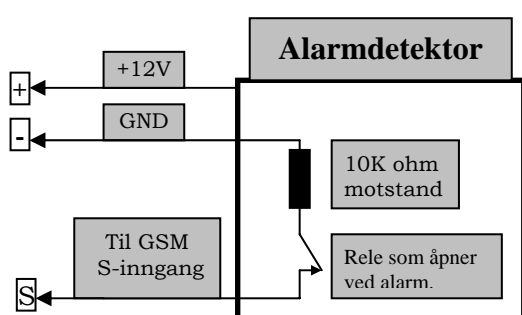 Alarmdetektor
+12V
+
GND
-
10K ohm
motstand
Til GSM
S-inngang
Rele som åpner
ved alarm.
S